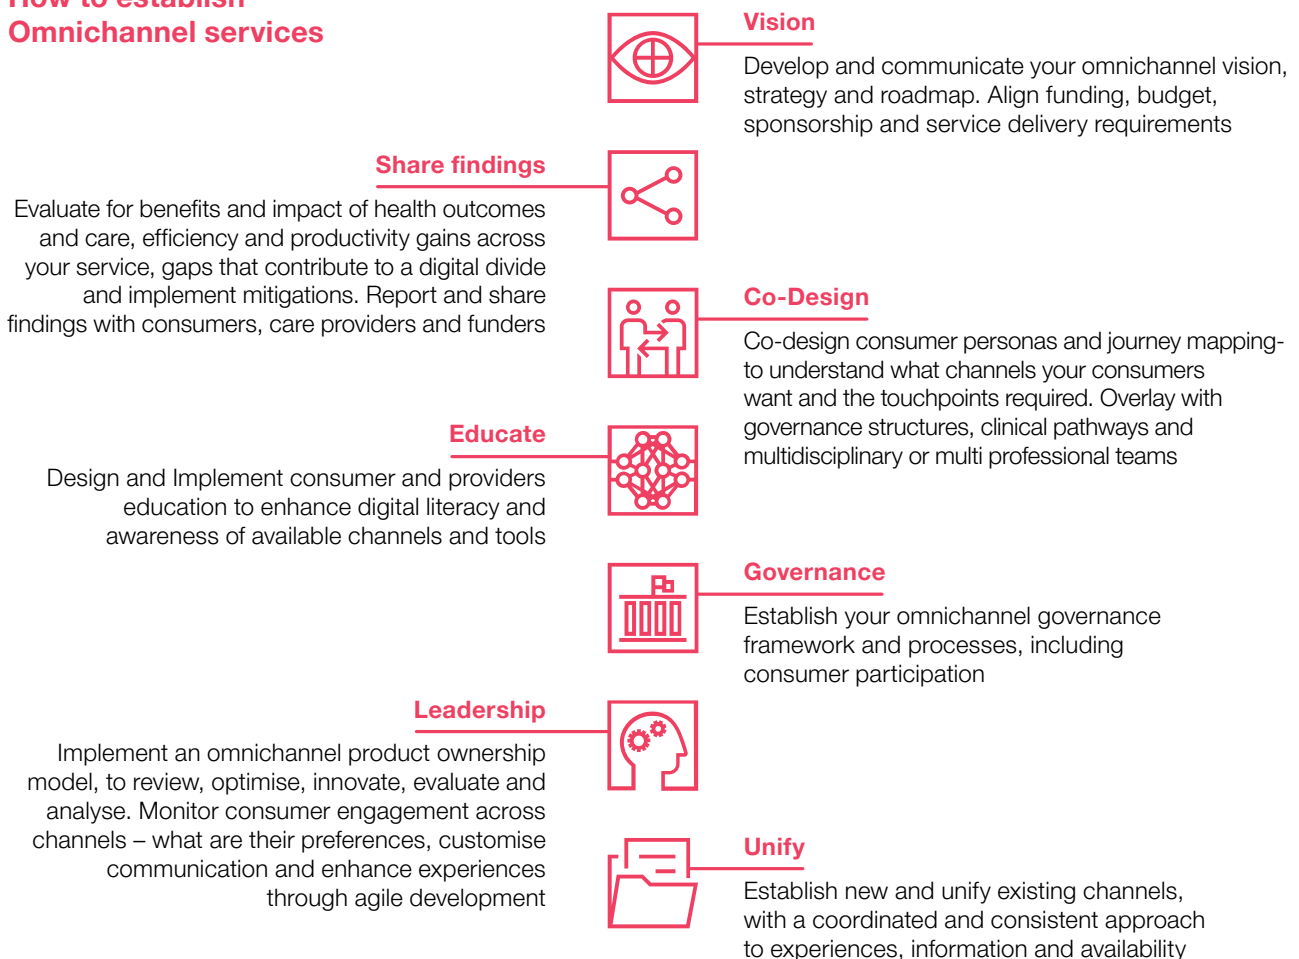 How to establish
Omnichannel services
Vision
Develop and communicate your omnichannel vision,
strategy and roadmap. Align funding, budget,
sponsorship and service delivery requirements
Share findings
Evaluate for benefits and impact of health outcomes
and care, efficiency and productivity gains across
your service, gaps that contribute to a digital divide
and implement mitigations. Report and share
findings with consumers, care providers and funders
Co-Design
Co-design consumer personas and journey mapping-
to understand what channels your consumers
want and the touchpoints required. Overlay with
governance structures, clinical pathways and
multidisciplinary or multi professional teams
Educate
Design and Implement consumer and providers
education to enhance digital literacy and
awareness of available channels and tools
Governance
Establish your omnichannel governance
framework and processes, including
consumer participation
Leadership
Implement an omnichannel product ownership
model, to review, optimise, innovate, evaluate and
analyse. Monitor consumer engagement across
channels – what are their preferences, customise
communication and enhance experiences
through agile development
Unify
Establish new and unify existing channels,
with a coordinated and consistent approach
to experiences, information and availability